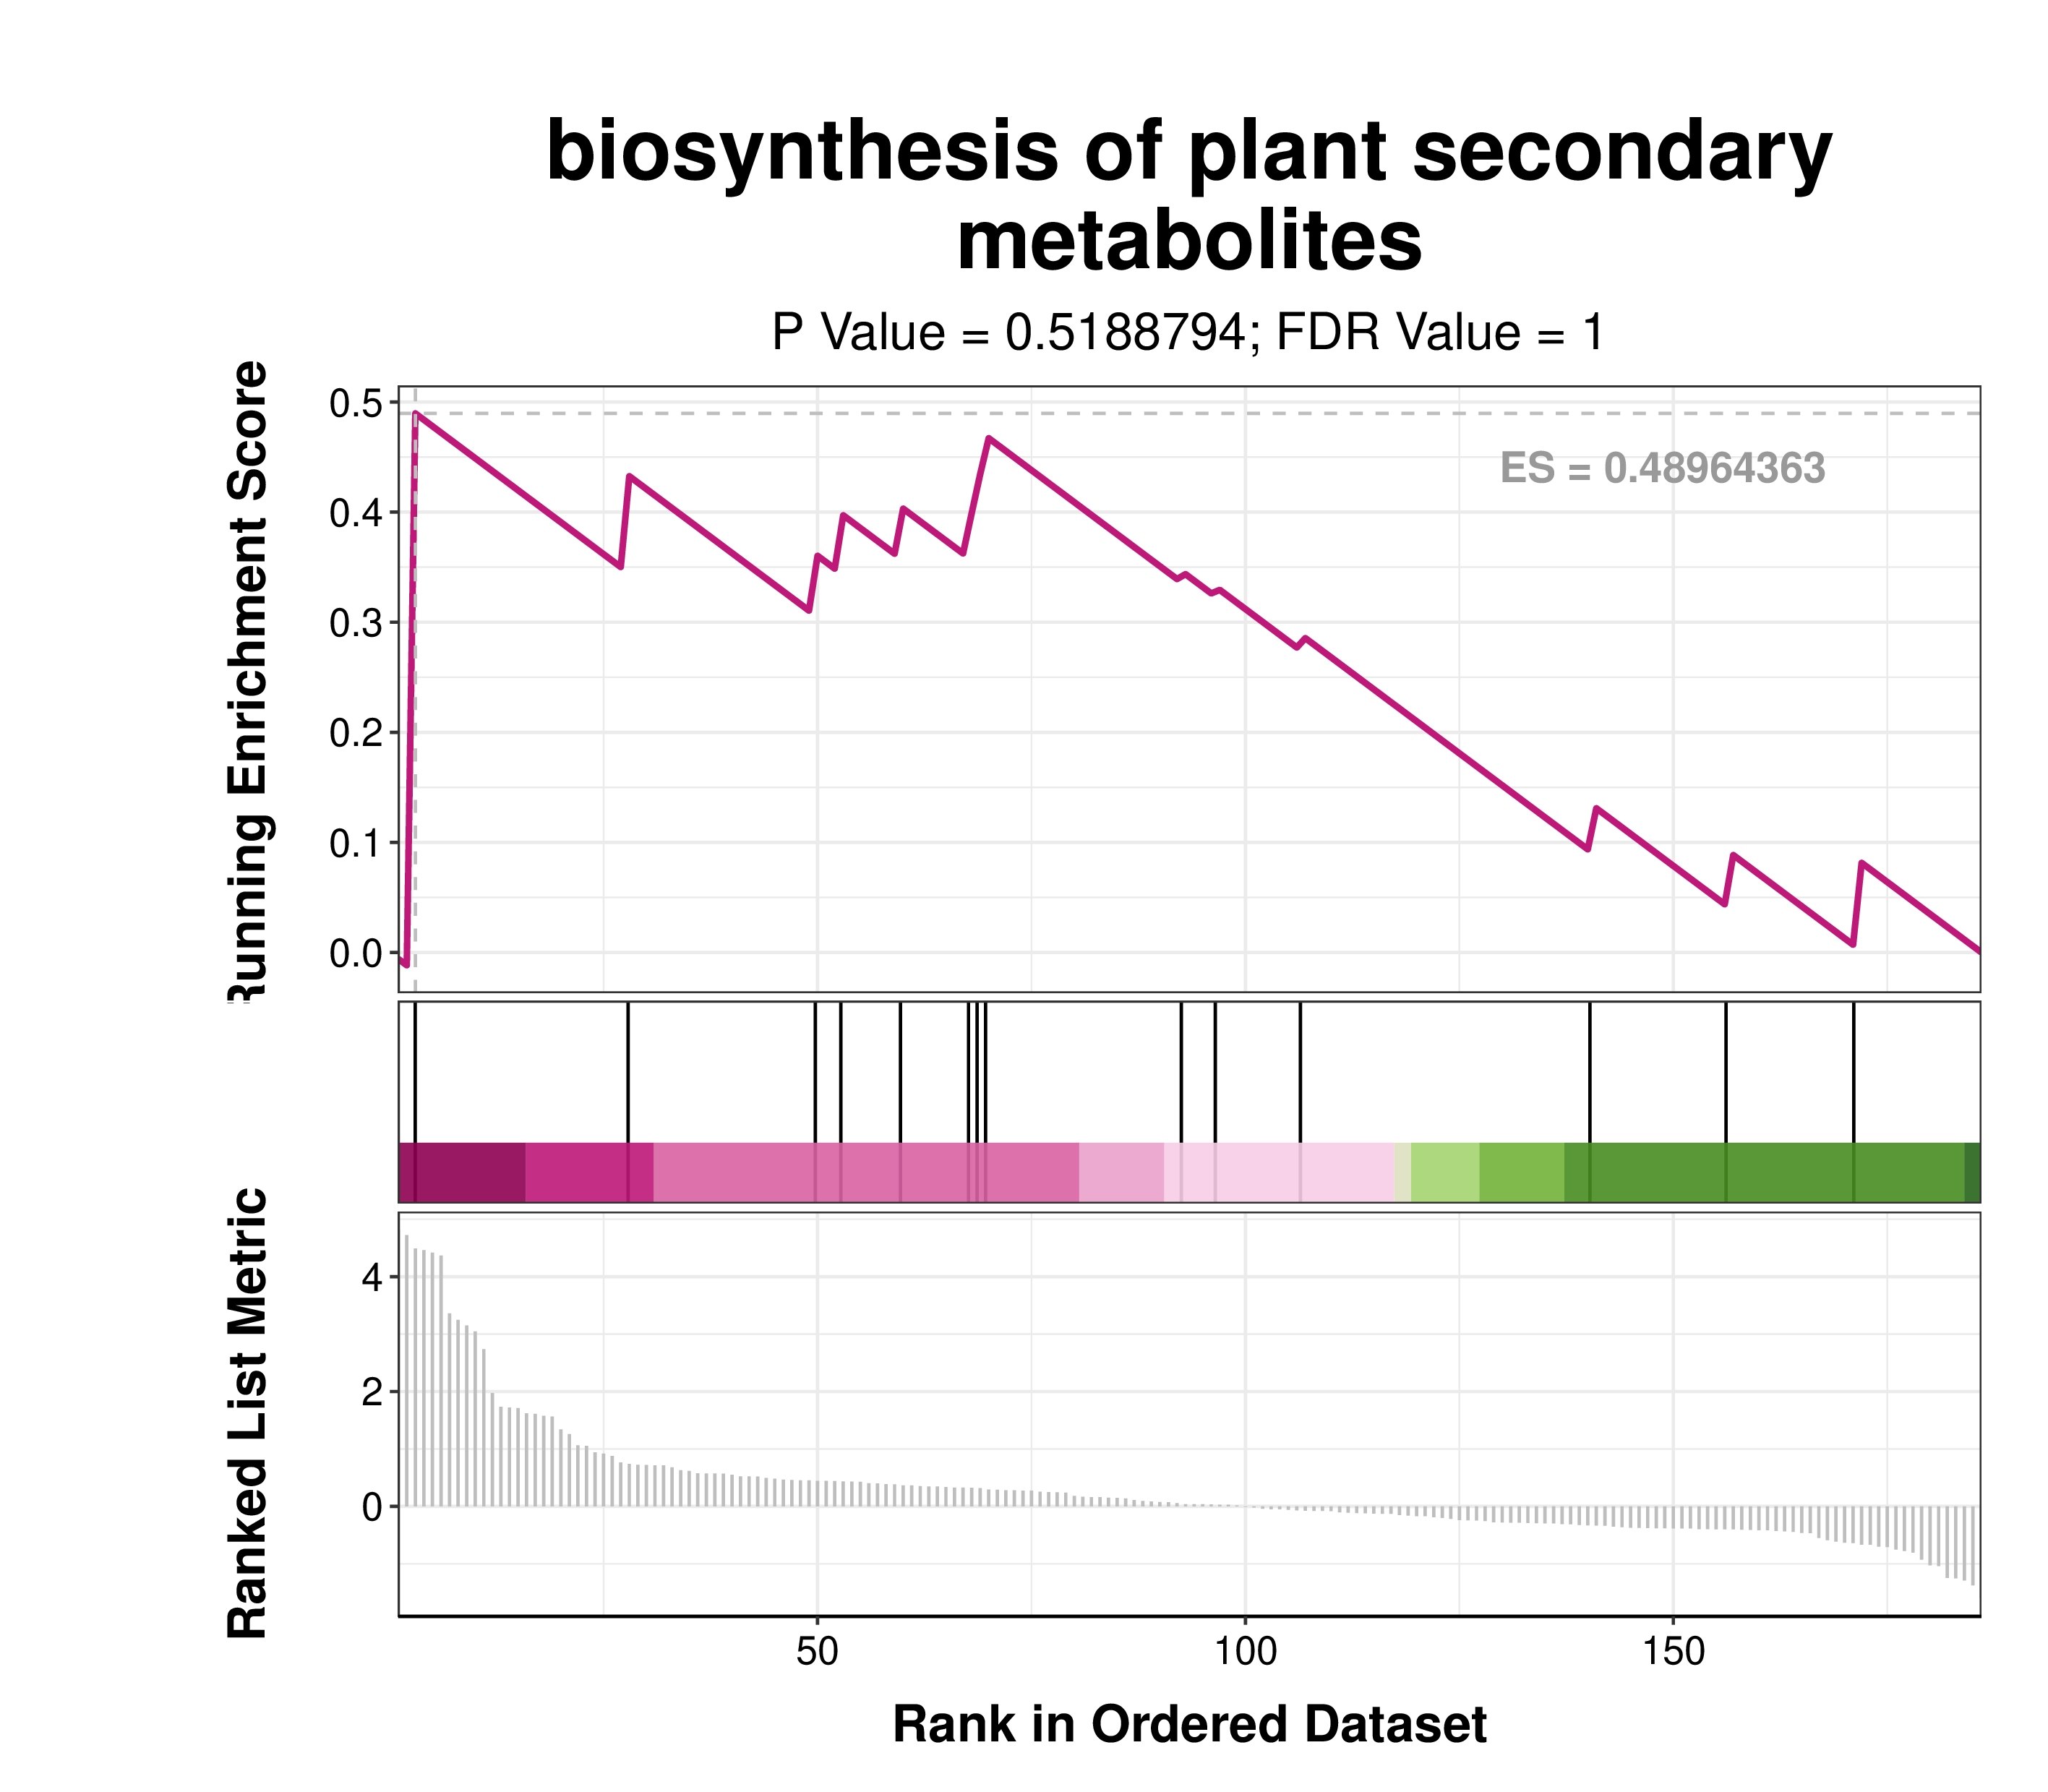 biosynthesis of plant secondary
metabolites
P Value = 0.5188794; FDR Value = 1
Running Enrichment Score
0.5
0.4
0.3
0.2
0.1
0.0
ES = 0.48964363
Ranked List Metric
4
2
0
50 100 150
Rank in Ordered Dataset